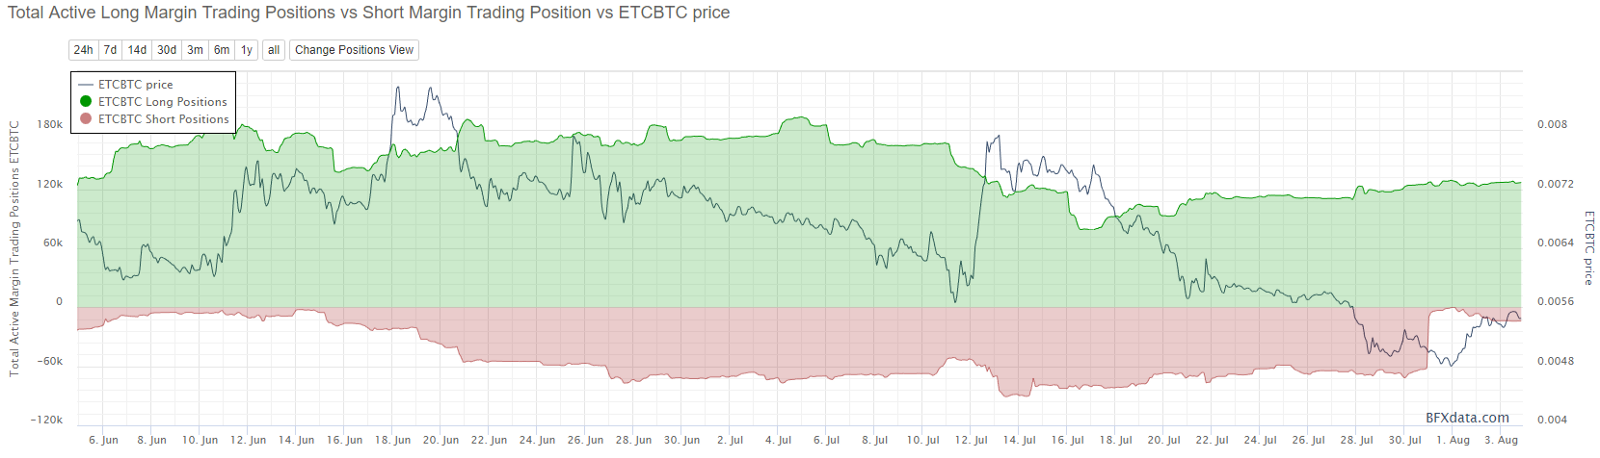 Total Active Long Margin Trading Positions vs Short Margin Trading Position vs ETCBTC price
24h 7d 14d 30d 3m 6m 1y all Change Positions View
ETCBTC price
ETCBTC Long Positions
ETCBTC Short Positions
Total Active Margin Trading Positions ETCBTC
180k
120k
60k
0
−60k
−120k
0.008
0.0072
0.0064
0.0056
0.0048
0.004
ETCBTC price
BFXdata.com
6. Jun 8. Jun 10. Jun 12. Jun 14. Jun 16. Jun 18. Jun 20. Jun 22. Jun 24. Jun 26. Jun 28. Jun 30. Jun 2. Jul 4. Jul 6. Jul 8. Jul 10. Jul 12. Jul 14. Jul 16. Jul 18. Jul 20. Jul 22. Jul 24. Jul 26. Jul 28. Jul 30. Jul 1. Aug 3. Aug